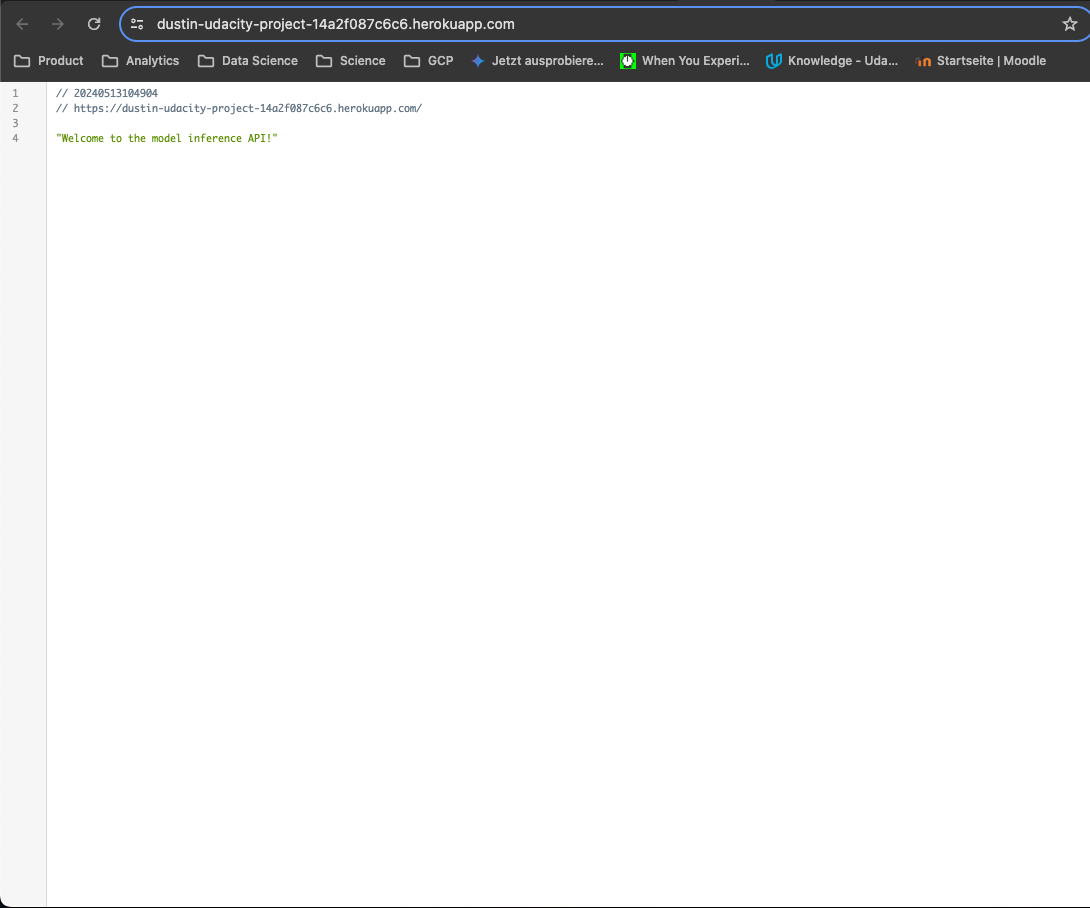 dustin-udacity-project-14a2f087c6c6.herokuapp.com
Product Analytics Data Science Science GCP Jetzt ausprobiere... When You Experi... Knowledge - Uda... Startseite | Moodle
1 // 20240513104904
2 // https://dustin-udacity-project-14a2f087c6c6.herokuapp.com/
3
4 "Welcome to the model inference API!"